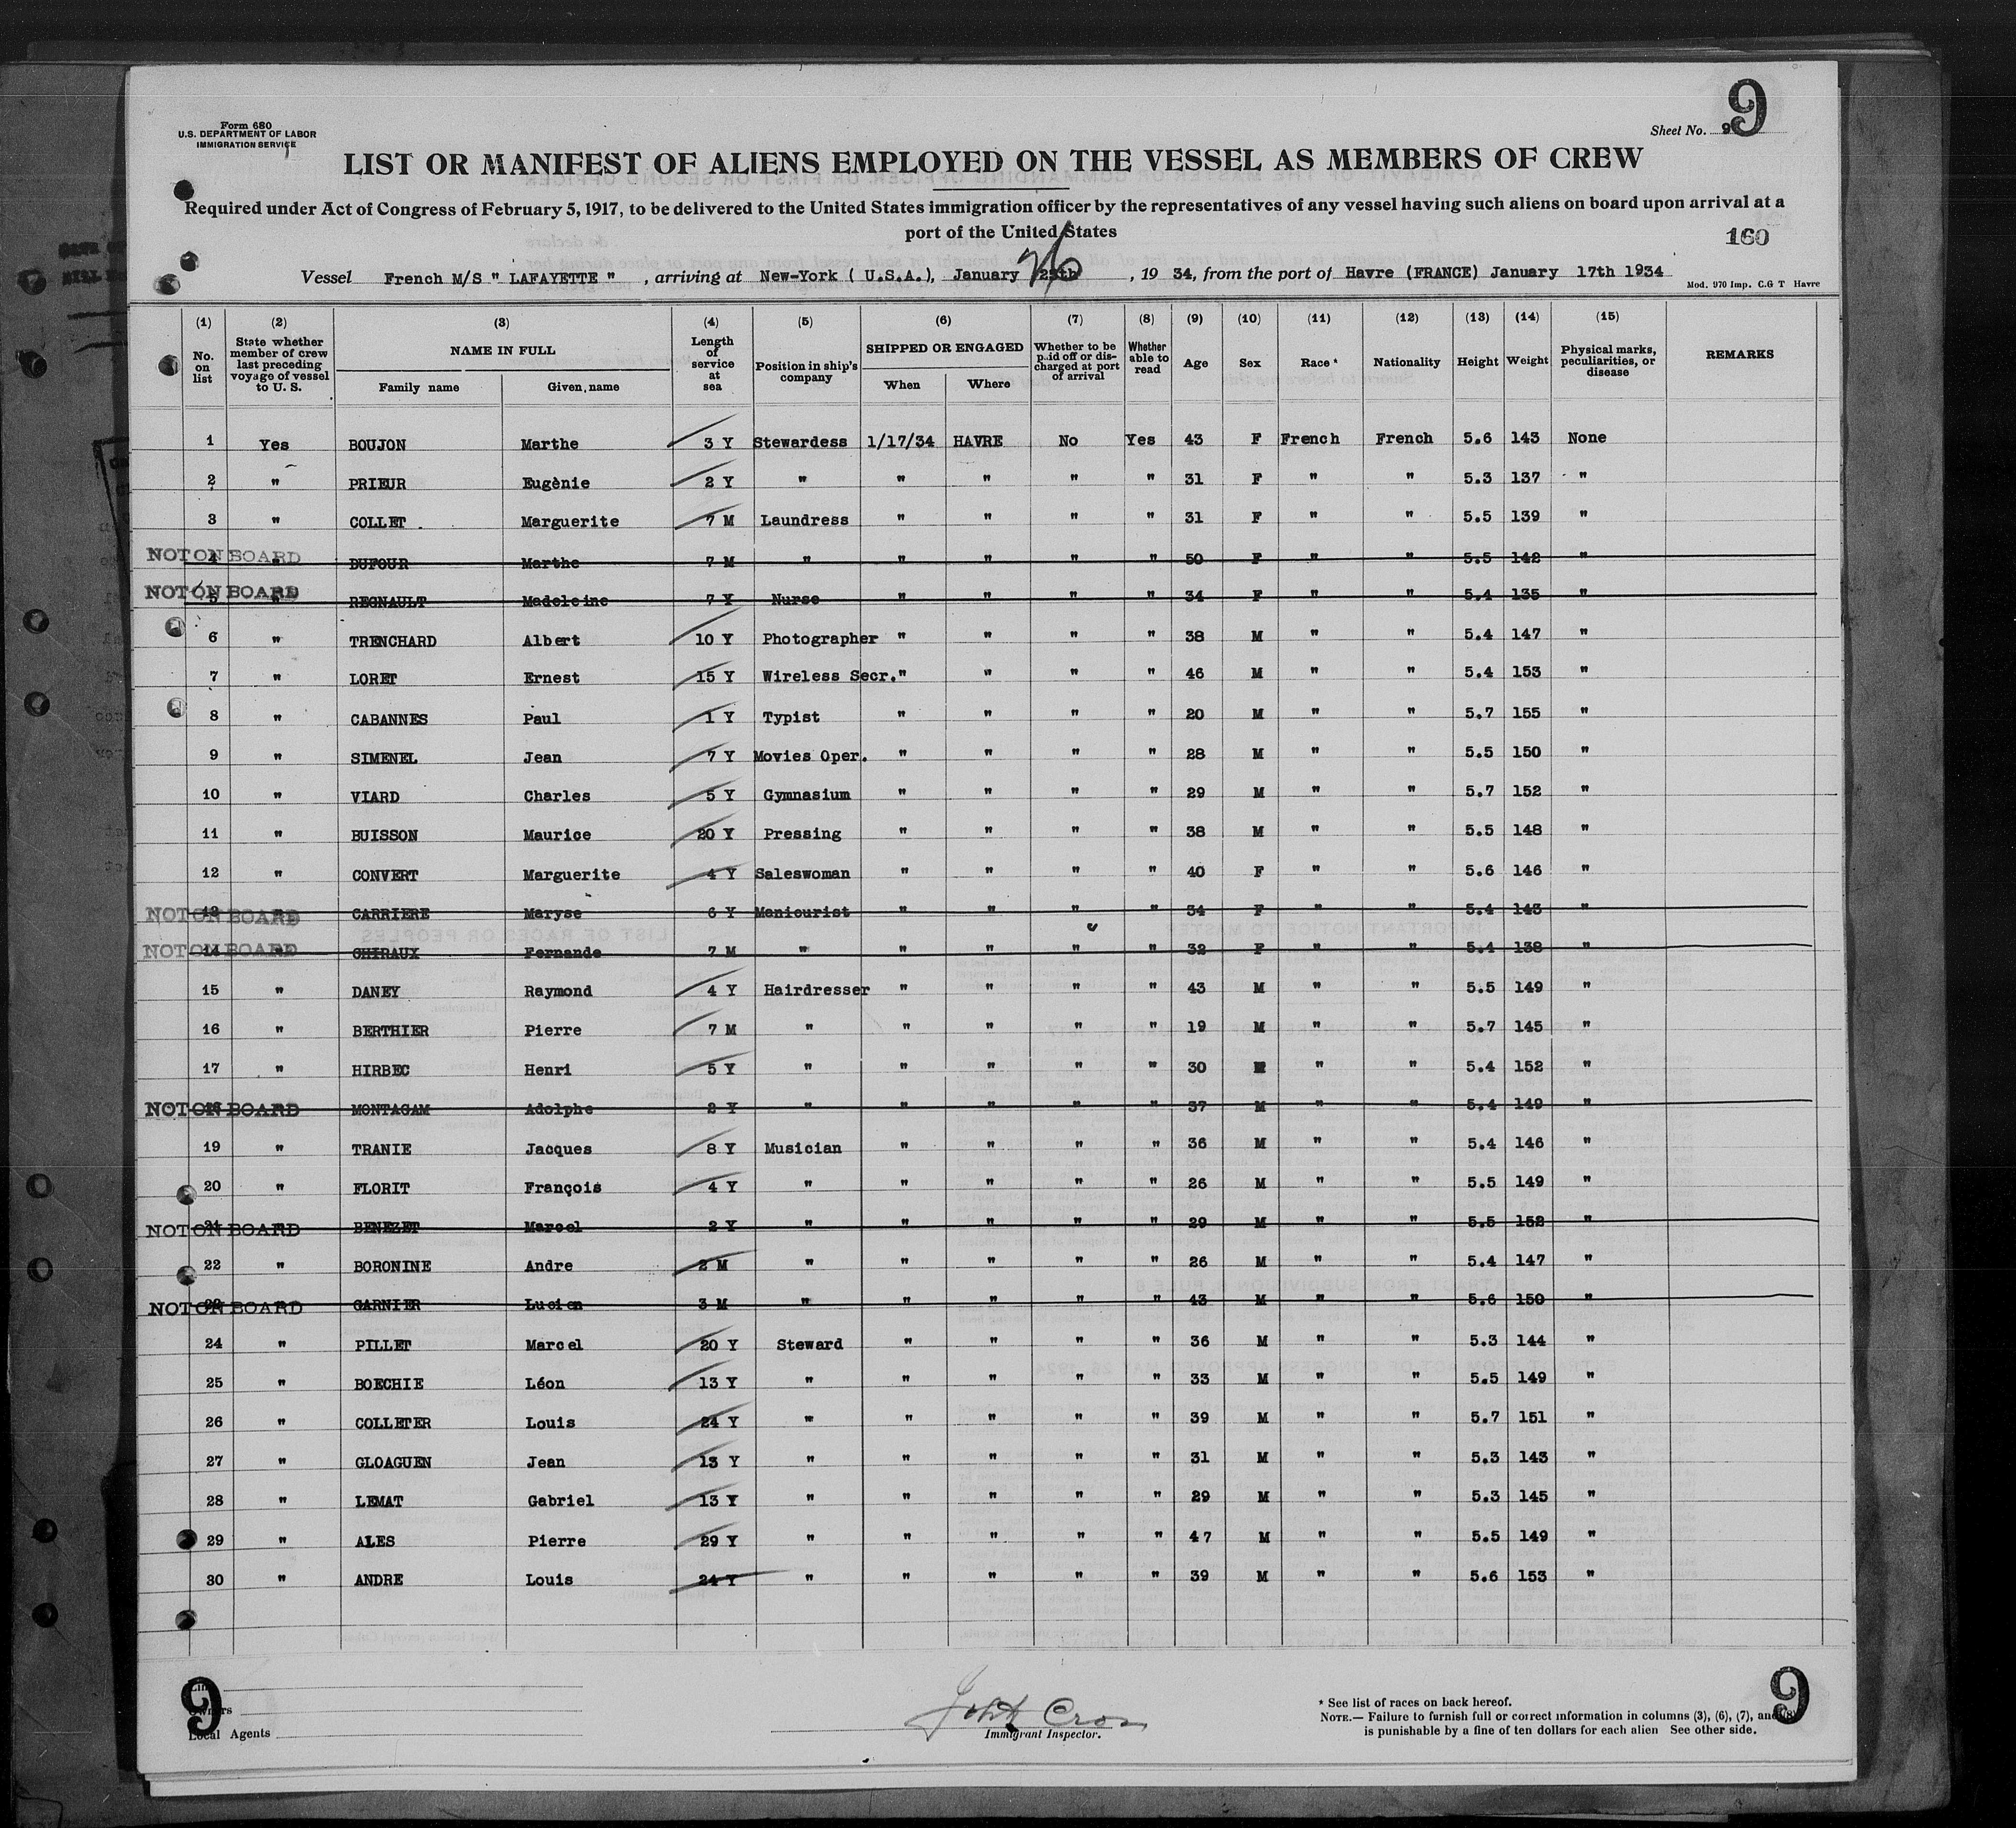 Form 680
U.S. DEPARTMENT OF LABOR
IMMIGRATION SERVICE
Sheet No. 9
9
LIST OR MANIFEST OF ALIENS EMPLOYED ON THE VESSEL AS MEMBERS OF CREW
Required under Act of Congress of February 5, 1917, to be delivered to the United States immigration officer by the representatives of any vessel having such aliens on board upon arrival at a
port of the United States
160
Vessel French M/S " LAFAYETTE " , arriving at New-York ( U.S.A.), January 25th 26 , 19 34, from the port of Havre (FRANCE) January 17th 1934
Mod. 970 Imp. C.G T Havre
(1) (2) (3) (4) (5) (6) (7) (8) (9) (10) (11) (12) (13) (14) (15)
No. on list State whether member of crew last preceding voyage of vessel to U. S. NAME IN FULL Family name Given name Length of service at sea Position in ship's company SHIPPED OR ENGAGED When Where Whether to be paid off or discharged at port of arrival Whether able to read Age Sex Race * Nationality Height Weight Physical marks, peculiarities, or disease REMARKS
1 Yes BOUJON Marthe 3 Y Stewardess 1/17/34 HAVRE No Yes 43 F French French 5.6 143 None
2 " PRIEUR Eugènie 2 Y " " " " " 31 F " " 5.3 137 "
3 " COLLET Marguerite 7 M Laundress " " " " 31 F " " 5.5 139 "
NOT ON BOARD 4 " DUFOUR Marthe 7 M " " " " " 50 F " " 5.5 142 "
NOT ON BOARD 5 " REGNAULT Madeleine 7 Y Nurse " " " " 34 F " " 5.4 135 "
6 " TRENCHARD Albert 10 Y Photographer " " " " 38 M " " 5.4 147 "
7 " LORET Ernest 15 Y Wireless Secr. " " " " 46 M " " 5.4 153 "
8 " CABANNES Paul 1 Y Typist " " " " 20 M " " 5.7 155 "
9 " SIMENEL Jean 7 Y Movies Oper. " " " " 28 M " " 5.5 150 "
10 " VIARD Charles 5 Y Gymnasium " " " " 29 M " " 5.7 152 "
11 " BUISSON Maurice 20 Y Pressing " " " " 38 M " " 5.5 148 "
12 " CONVERT Marguerite 4 Y Saleswoman " " " " 40 F " " 5.6 146 "
NOT ON BOARD 13 " CARRIERE Maryse 6 Y Manicurist " " " " 34 F " " 5.4 143 "
NOT ON BOARD 14 " CHIRAUX Fernande 7 M " " " " " 32 F " " 5.4 138 "
15 " DANEY Raymond 4 Y Hairdresser " " " " 43 M " " 5.5 149 "
16 " BERTHIER Pierre 7 M " " " " " 19 M " " 5.7 145 "
17 " HIRBEC Henri 5 Y " " " " " 30 M " " 5.4 152 "
NOT ON BOARD 18 " MONTAGAM Adolphe 2 Y " " " " " 37 M " " 5.4 149 "
19 " TRANIE Jacques 8 Y Musician " " " " 36 M " " 5.4 146 "
20 " FLORIT François 4 Y " " " " " 26 M " " 5.5 149 "
NOT ON BOARD 21 " BENEZET Marcel 2 Y " " " " " 29 M " " 5.5 152 "
22 " BORONINE Andre 2 M " " " " " 26 M " " 5.4 147 "
NOT ON BOARD 23 " GARNIER Lucien 3 M " " " " " 43 M " " 5.6 150 "
24 " PILLET Marcel 20 Y Steward " " " " 36 M " " 5.3 144 "
25 " BOECHIE Léon 13 Y " " " " " 33 M " " 5.5 149 "
26 " COLLETER Louis 24 Y " " " " " 39 M " " 5.7 151 "
27 " GLOAGUEN Jean 13 Y " " " " " 31 M " " 5.3 143 "
28 " LEMAT Gabriel 13 Y " " " " " 29 M " " 5.3 145 "
29 " ALES Pierre 29 Y " " " " " 47 M " " 5.5 149 "
30 " ANDRE Louis 24 Y " " " " " 39 M " " 5.6 153 "
9
Owners
Local Agents
John Cros
Immigrant Inspector.
* See list of races on back hereof.
NOTE.— Failure to furnish full or correct information in columns (3), (6), (7), and (8)
is punishable by a fine of ten dollars for each alien See other side.
9